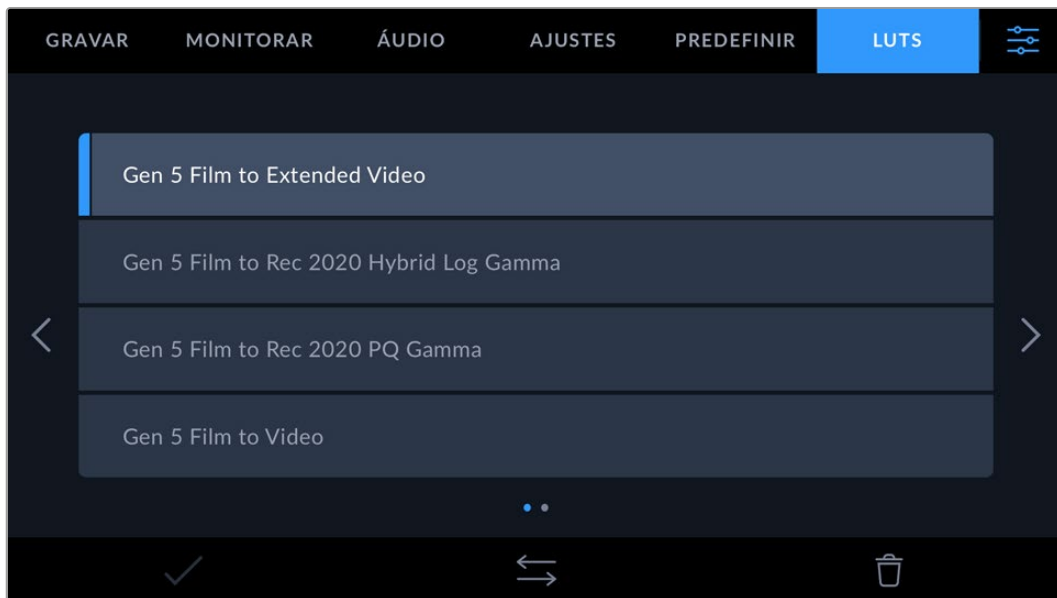 GRAVAR MONITORAR ÁUDIO AJUSTES PREDEFINIR LUTS
Gen 5 Film to Extended Video
Gen 5 Film to Rec 2020 Hybrid Log Gamma
Gen 5 Film to Rec 2020 PQ Gamma
Gen 5 Film to Video